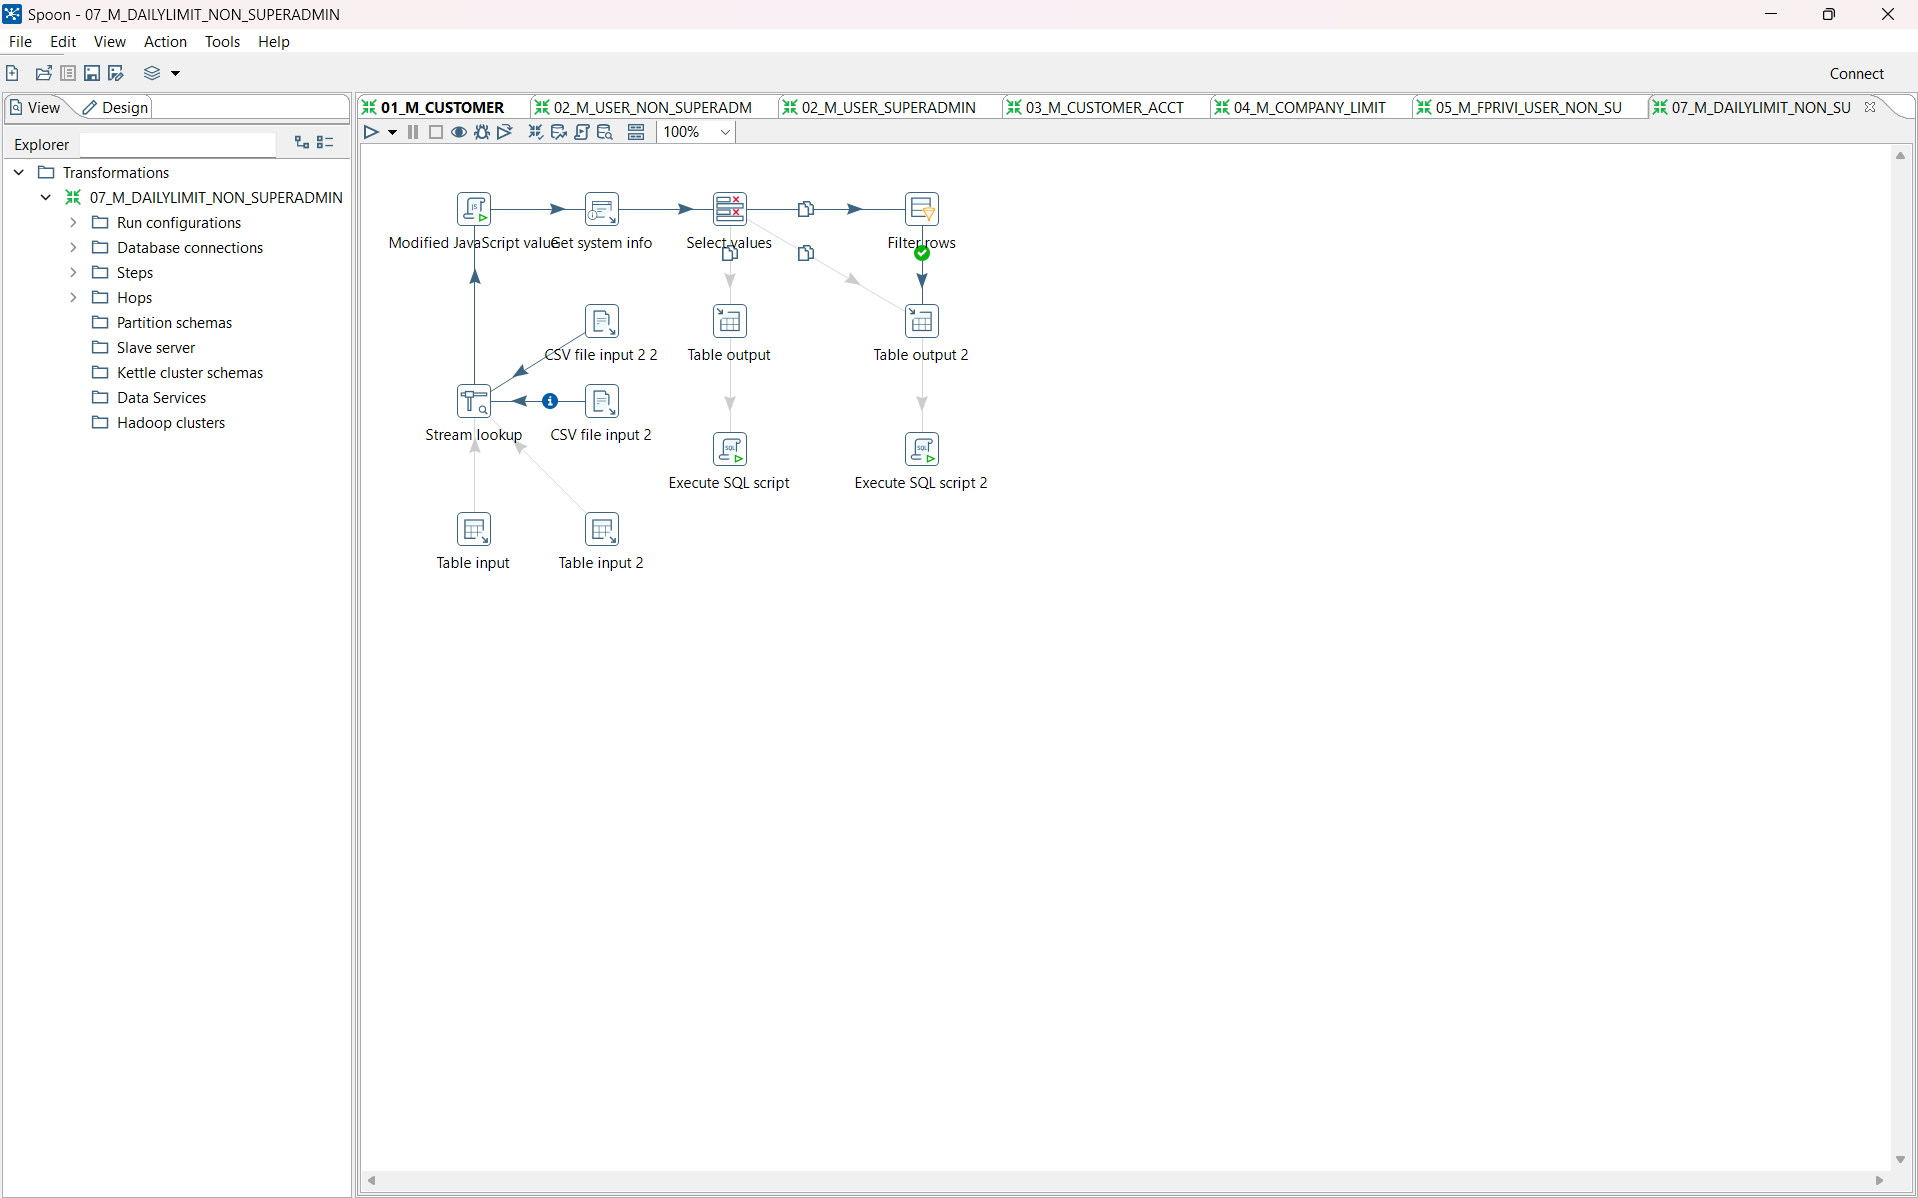 Spoon - 07_M_DAILYLIMIT_NON_SUPERADMIN
File Edit View Action Tools Help
Connect
View Design
01_M_CUSTOMER 02_M_USER_NON_SUPERADM 02_M_USER_SUPERADMIN 03_M_CUSTOMER_ACCT 04_M_COMPANY_LIMIT 05_M_FPRIVI_USER_NON_SU 07_M_DAILYLIMIT_NON_SU
100%
Explorer
Transformations
07_M_DAILYLIMIT_NON_SUPERADMIN
Run configurations
Database connections
Steps
Hops
Partition schemas
Slave server
Kettle cluster schemas
Data Services
Hadoop clusters
Modified JavaScript value Get system info Select values Filter rows
CSV file input 2 2 Table output Table output 2
Stream lookup CSV file input 2
Execute SQL script Execute SQL script 2
Table input Table input 2